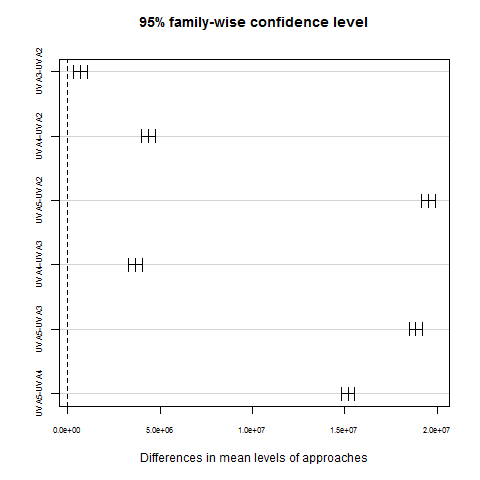 95% family-wise confidence level
UVA3-UVA2
UVA4-UVA2
UVA5-UVA2
UVA4-UVA3
UVA5-UVA3
UVA5-UVA4
0.0e+00 5.0e+06 1.0e+07 1.5e+07 2.0e+07
Differences in mean levels of approaches